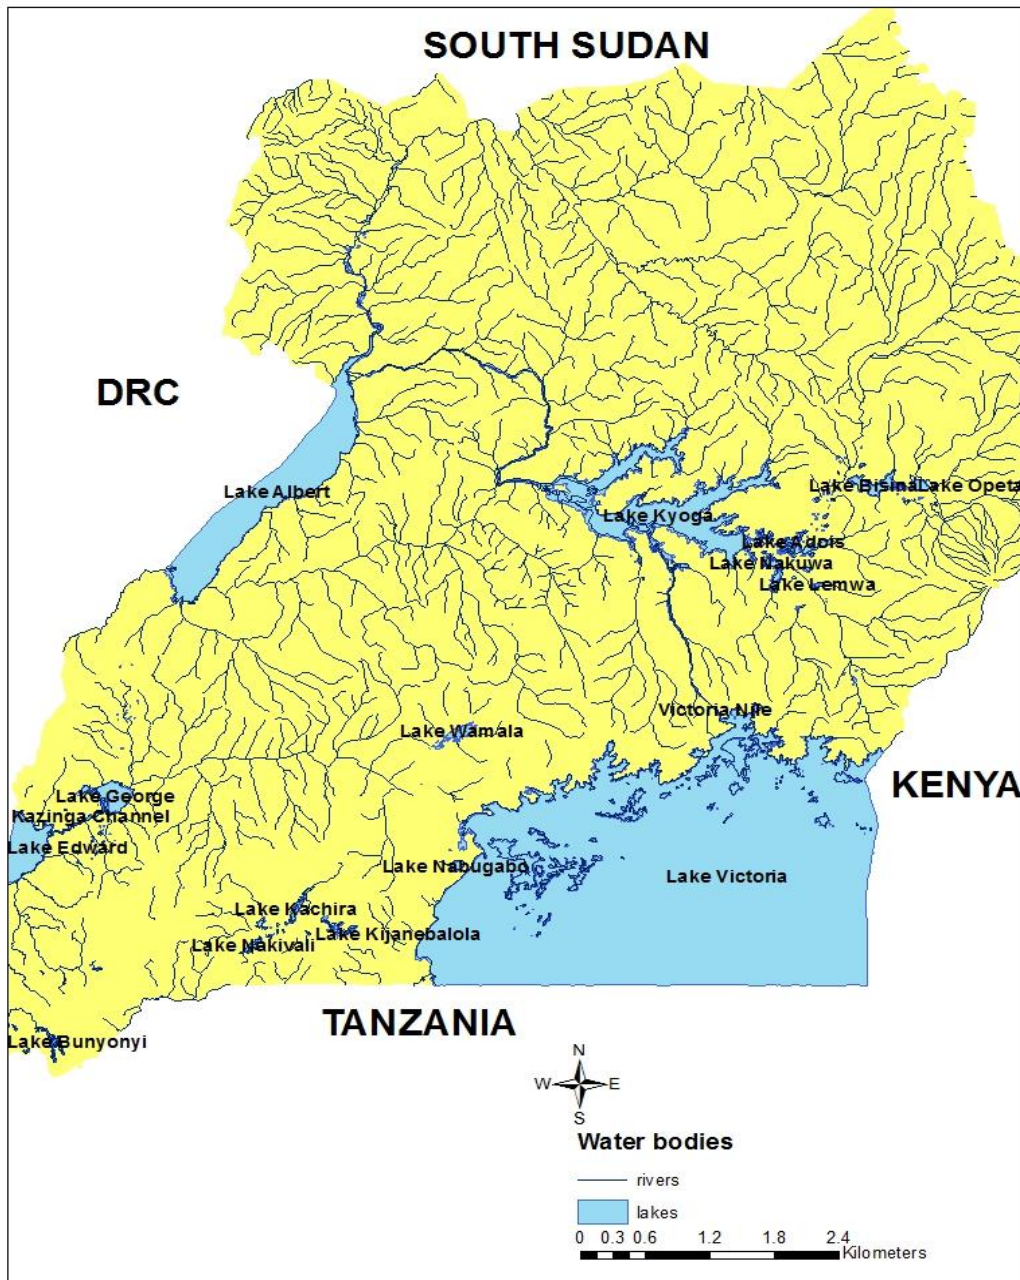 SOUTH SUDAN
DRC
Lake Albert
Lake Bisina
Lake Opeta
Lake Kyoga
Lake Adois
Lake Nakuwa
Lake Lemwa
Victoria Nile
Lake Wamala
KENYA
Lake George
Kazinga Channel
Lake Edward
Lake Nabugabo
Lake Victoria
Lake Kachira
Lake Kijanebalola
Lake Nakivali
TANZANIA
Lake Bunyonyi
N
W E
S
Water bodies
rivers
lakes
0 0.3 0.6 1.2 1.8 2.4
Kilometers